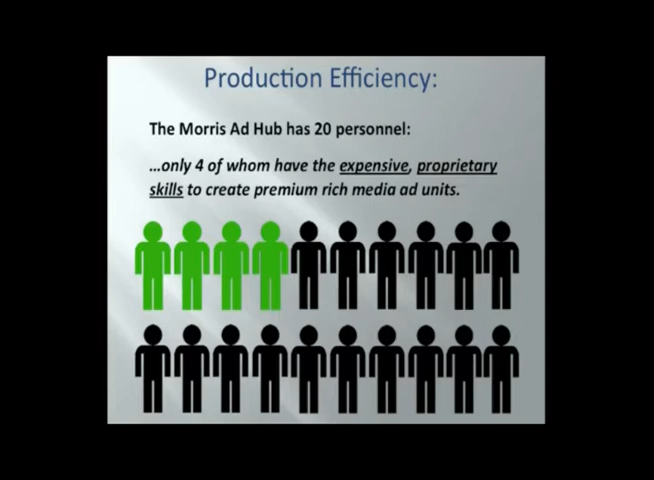 Production Efficiency:
The Morris Ad Hub has 20 personnel:
...only 4 of whom have the expensive, proprietary
skills to create premium rich media ad units.